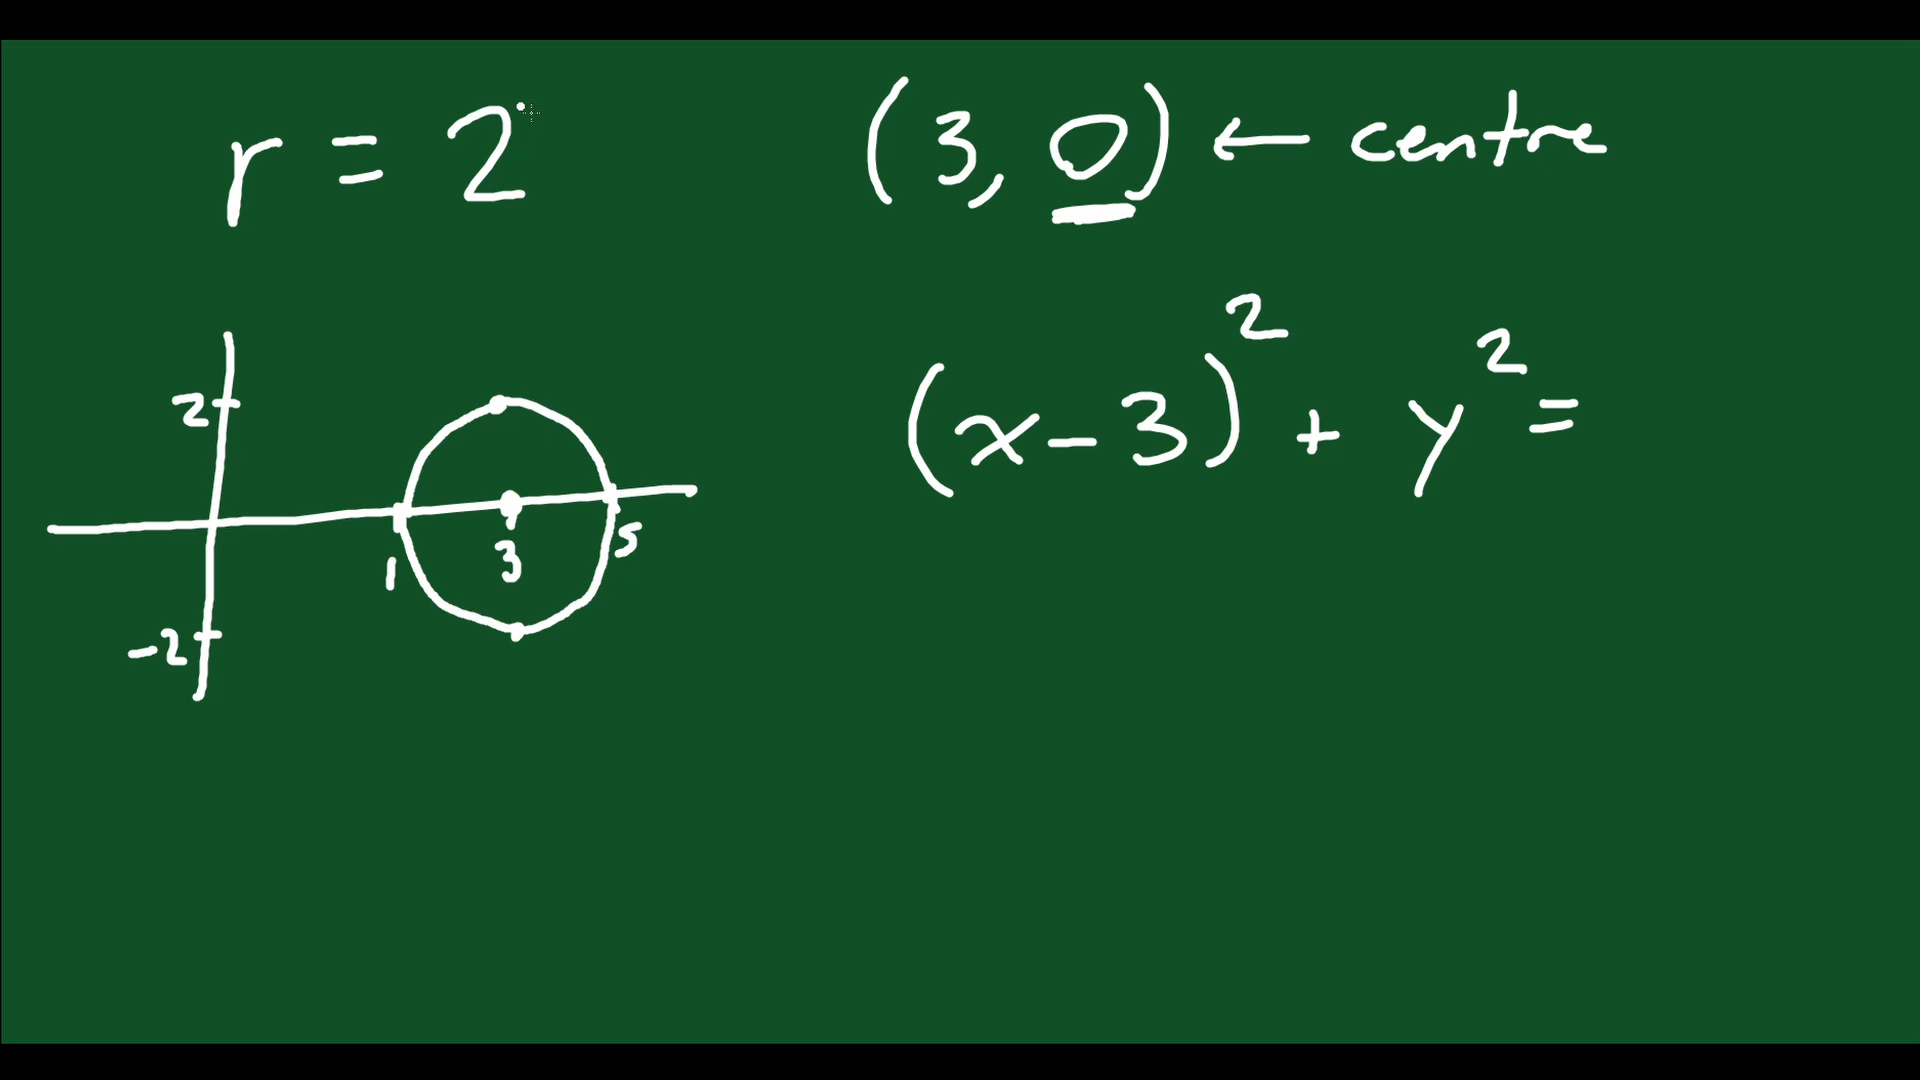 r = 2
(3, 0) ← centre
(x - 3)² + y² =
2
1 3 5
-2